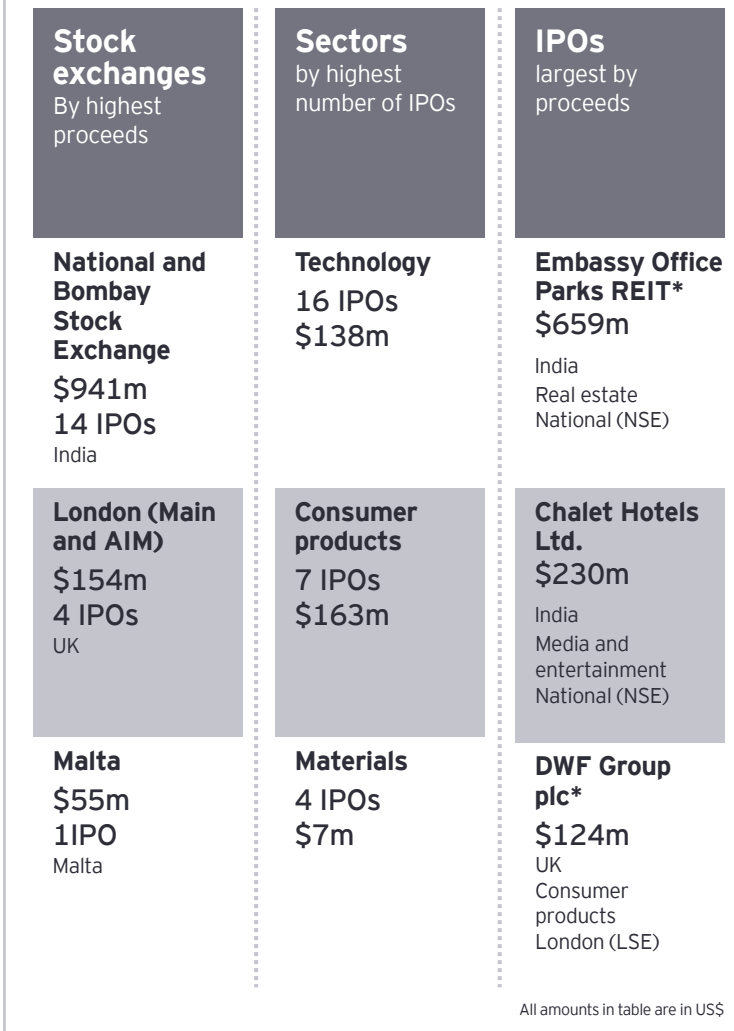 Stock
exchanges
By highest
proceeds
National and
Bombay
Stock
Exchange
$941m
14 IPOs
India
London (Main
and AIM)
$154m
4 IPOs
UK
Malta
$55m
1IPO
Malta
Sectors
by highest
number of IPOs
Technology
16 IPOs
$138m
Consumer
products
7 IPOs
$163m
Materials
4 IPOs
$7m
IPOs
largest by
proceeds
Embassy Office
Parks REIT*
$659m
India
Real estate
National (NSE)
Chalet Hotels
Ltd.
$230m
India
Media and
entertainment
National (NSE)
DWF Group
plc*
$124m
UK
Consumer
products
London (LSE)
All amounts in table are in US$